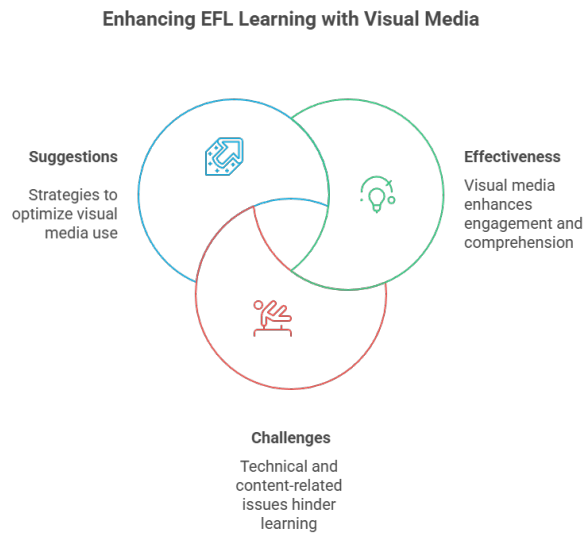 Enhancing EFL Learning with Visual Media
Suggestions
Strategies to
optimize visual
media use
Effectiveness
Visual media
enhances
engagement and
comprehension
Challenges
Technical and
content-related
issues hinder
learning